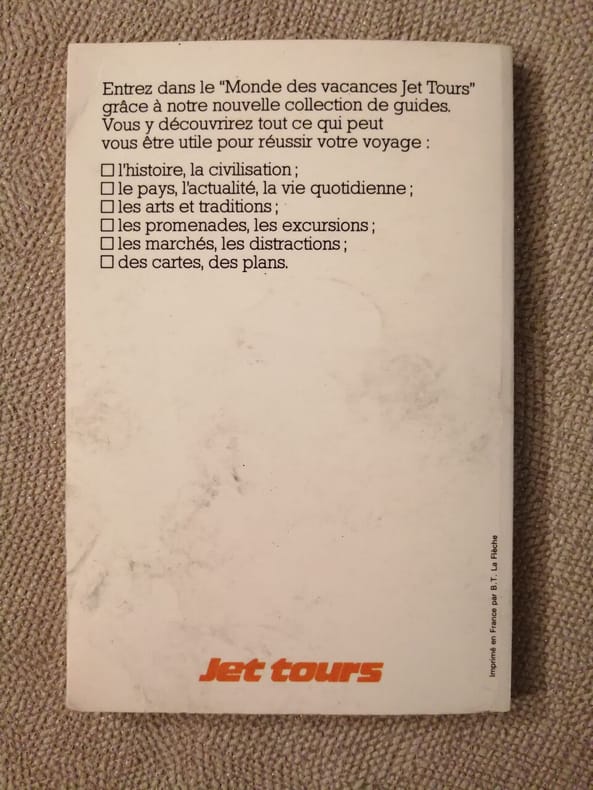 Entrez dans le "Monde des vacances Jet Tours"
grâce à notre nouvelle collection de guides.
Vous y découvrirez tout ce qui peut
vous être utile pour réussir votre voyage :
☐ l'histoire, la civilisation ;
☐ le pays, l'actualité, la vie quotidienne ;
☐ les arts et traditions ;
☐ les promenades, les excursions ;
☐ les marchés, les distractions ;
☐ des cartes, des plans.
Imprimé en France par B.T. La Flèche
Jet tours